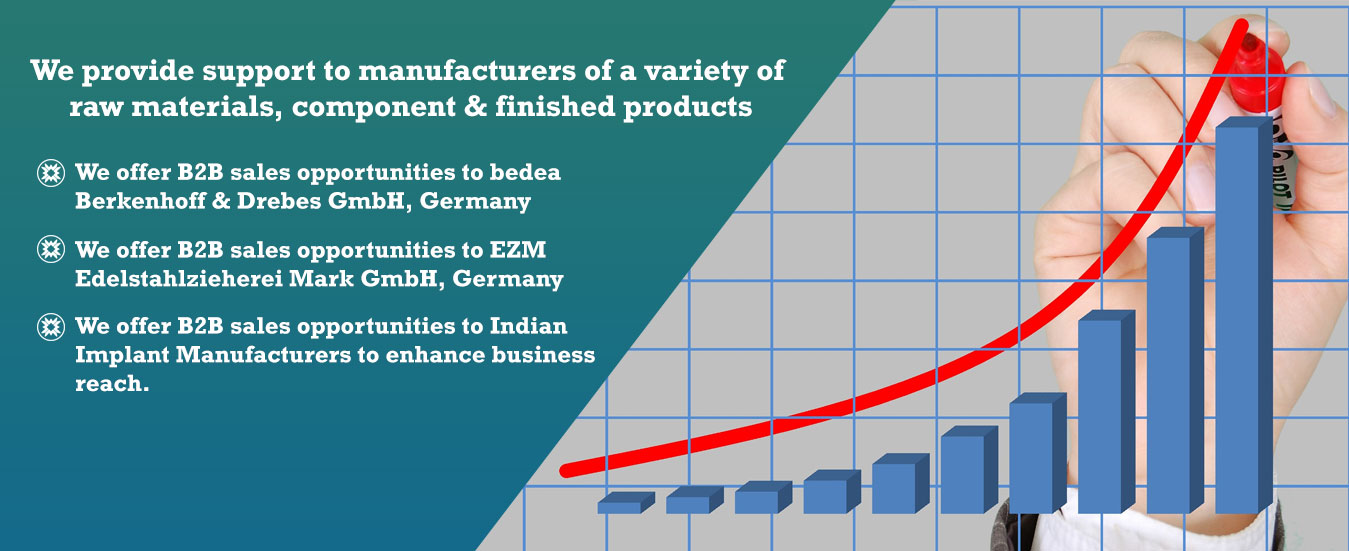 We provide support to manufacturers of a variety of
raw materials, component & finished products
We offer B2B sales opportunities to bedea
Berkenhoff & Drebes GmbH, Germany
We offer B2B sales opportunities to EZM
Edelstahlzieherei Mark GmbH, Germany
We offer B2B sales opportunities to Indian
Implant Manufacturers to enhance business
reach.